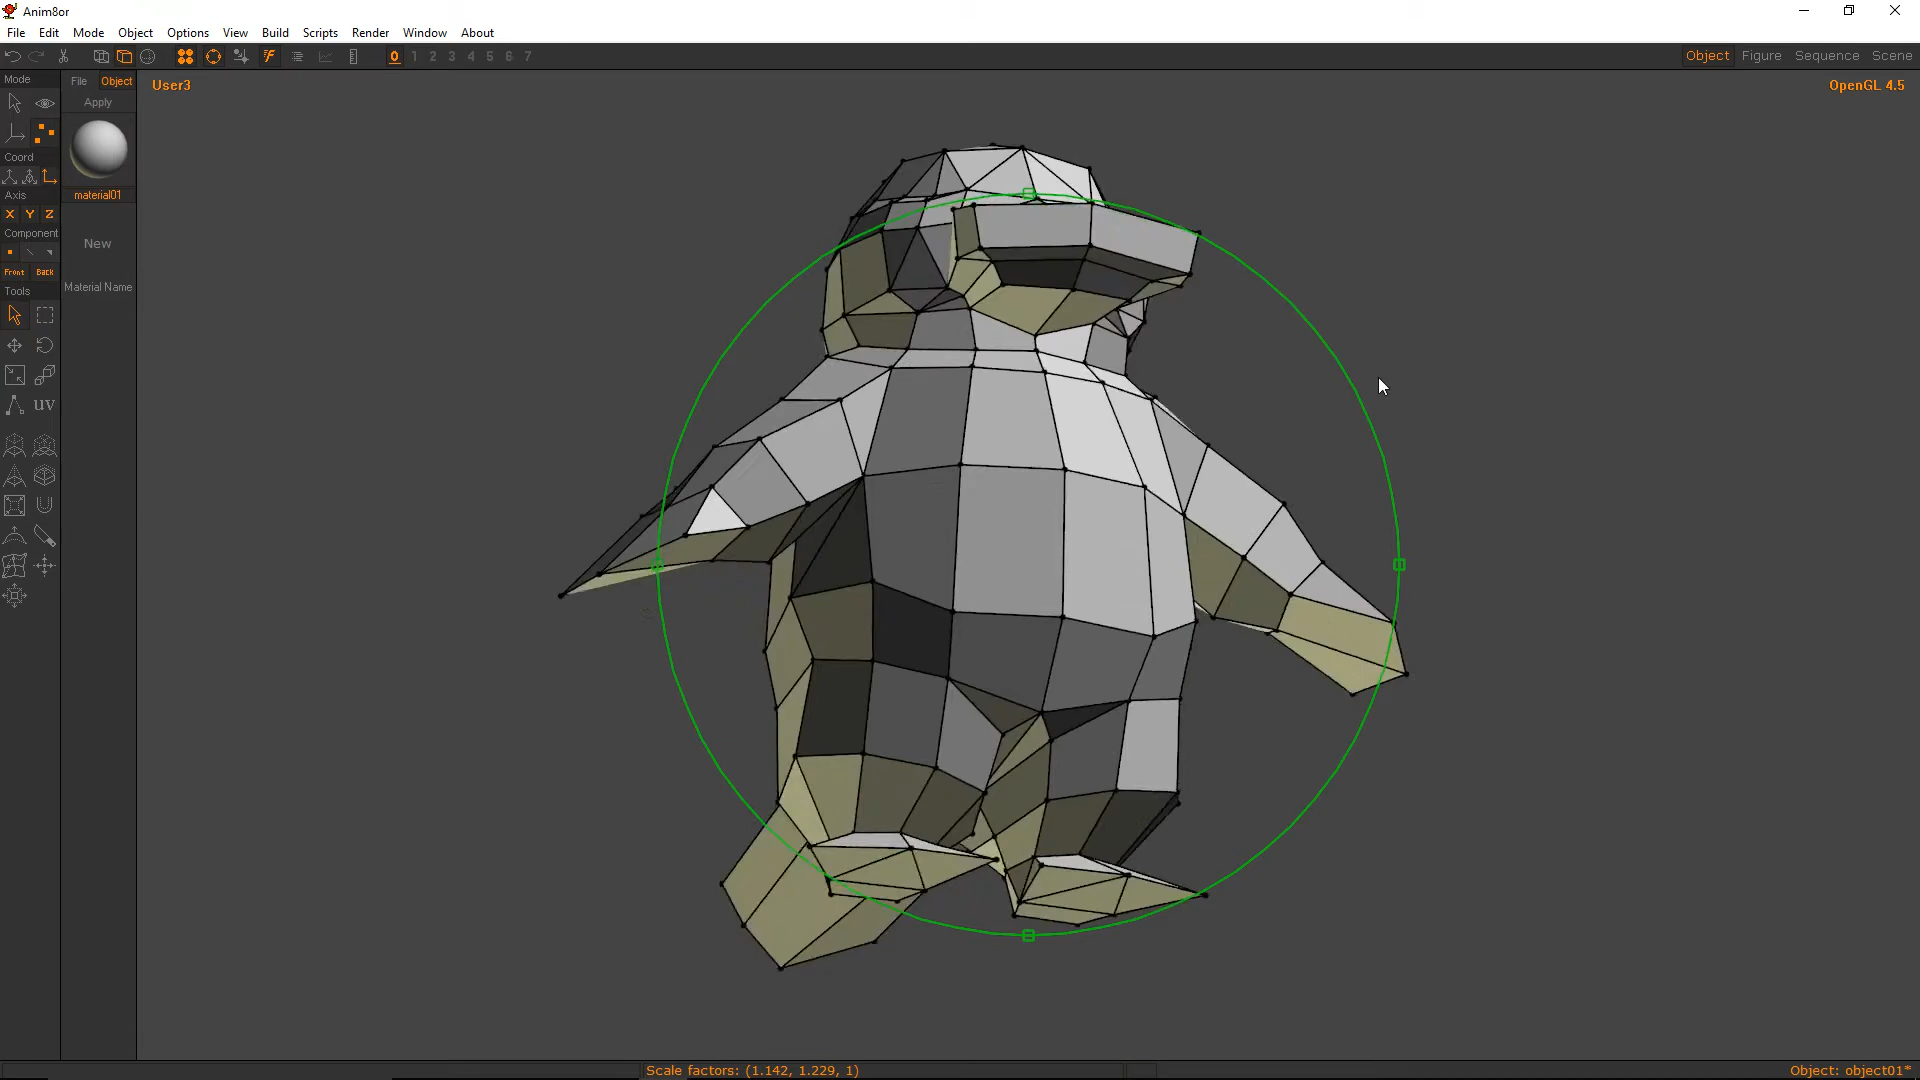 Anim8or
File Edit Mode Object Options View Build Scripts Render Window About
0 1 2 3 4 5 6 7
Object Figure Sequence Scene
Mode
File Object
Apply
User3
OpenGL 4.5
Coord
Axis
material01
X Y Z
Component
New
Front Back
Tools
Material Name
UV
Scale factors: (1.142, 1.229, 1)
Object: object01*